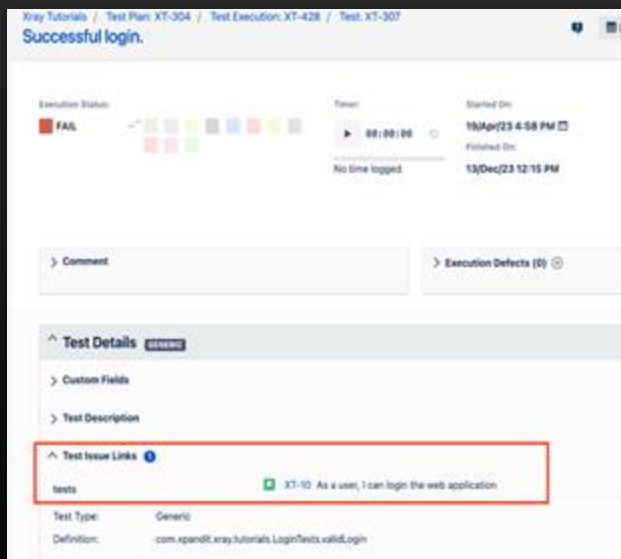 Xray Tutorials / Test Plan: XT-304 / Test Execution: XT-428 / Test: XT-307
Successful login.
Execution Status:
FAIL
Timer:
00:00:00
No time logged
Started On:
19/Apr/23 4:58 PM
Finished On:
13/Dec/23 12:15 PM
Comment
Execution Defects (0)
Test Details GENERIC
Custom Fields
Test Description
Test Issue Links 1
tests XT-10 As a user, I can login the web application
Test Type: Generic
Definition: com.xpandit.xray.tutorials.LoginTests.validLogin